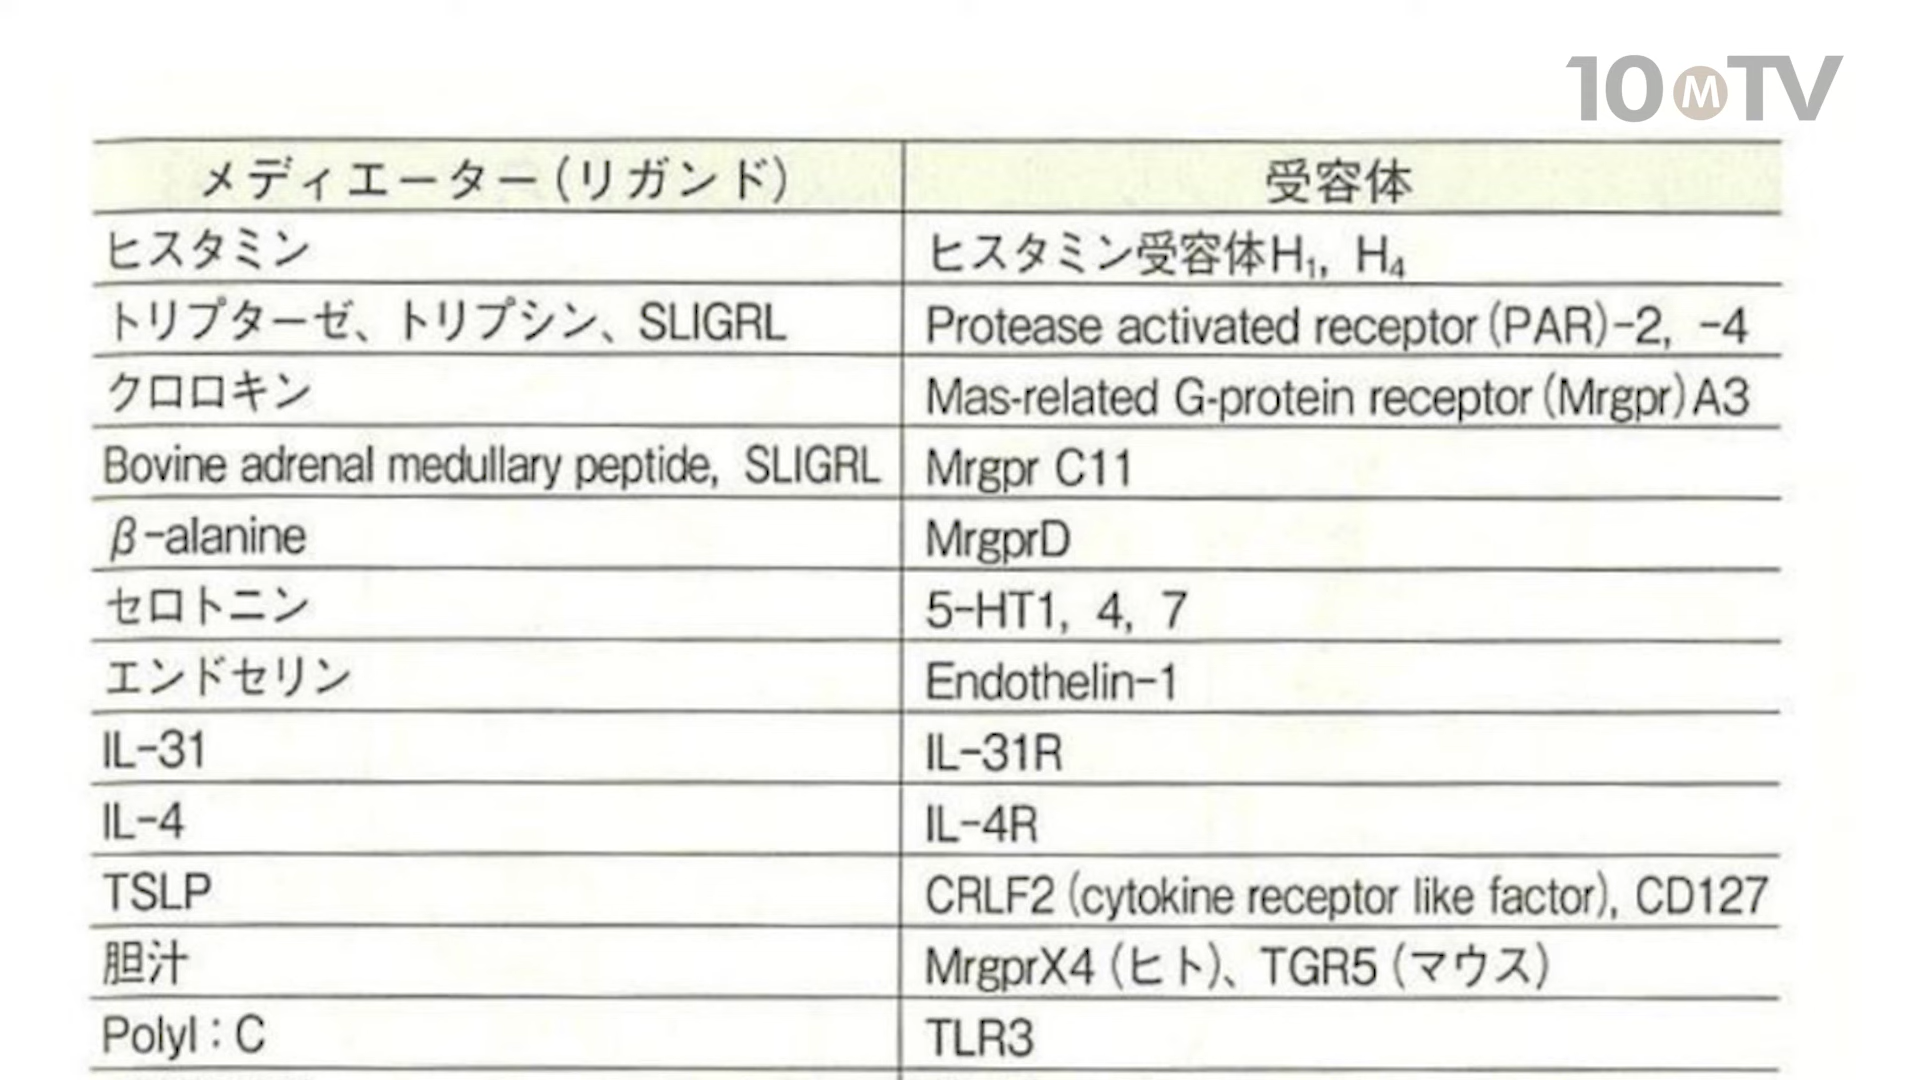 10MTV
メディエーター(リガンド) 受容体
ヒスタミン ヒスタミン受容体H₁, H₄
トリプターゼ、トリプシン、SLIGRL Protease activated receptor(PAR)-2, -4
クロロキン Mas-related G-protein receptor(Mrgpr)A3
Bovine adrenal medullary peptide, SLIGRL Mrgpr C11
β-alanine MrgprD
セロトニン 5-HT1, 4, 7
エンドセリン Endothelin-1
IL-31 IL-31R
IL-4 IL-4R
TSLP CRLF2 (cytokine receptor like factor), CD127
胆汁 MrgprX4 (ヒト)、TGR5 (マウス)
PolyI:C TLR3